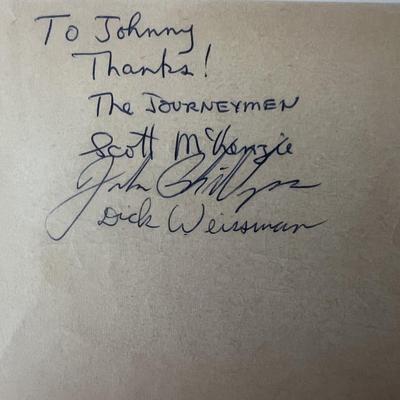 To Johnny
Thanks!
The JOURNEYMEN
Scott McKenzie
John Phillips
Dick Weissman